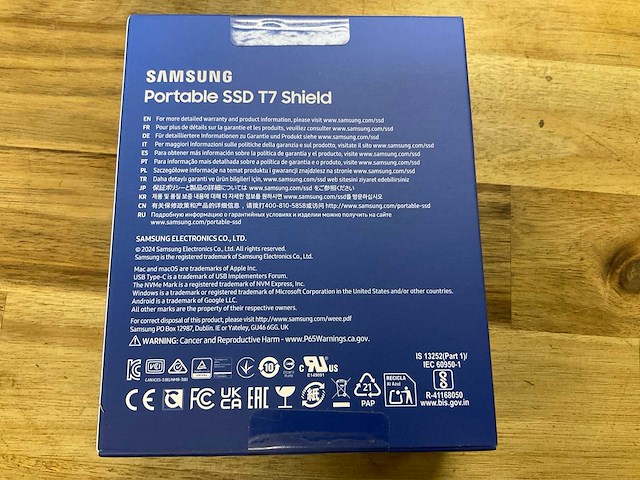 SAMSUNG
Portable SSD T7 Shield
EN For more detailed warranty and product information, please visit www.samsung.com/ssd
FR Pour plus de détails sur la garantie et les produits, veuillez consulter www.samsung.com/ssd
DE Für detailliertere Informationen zu Garantie und Produkt siehe www.samsung.com/ssd
IT Per maggiori informazioni sulle politiche della garanzia e sul prodotto, visitate il sito www.samsung.com/ssd
ES Para obtener más información sobre la política de garantía y el producto, visite www.samsung.com/ssd
PT Para informação mais detalhada sobre a política de garantia e o produto, visite www.samsung.com/ssd
PL Szczegółowe informacje na temat produktu i gwarancji znajdziesz na stronie www.samsung.com/ssd
TR Daha detaylı garanti ve ürün bilgileri için, www.samsung.com/ssd web sitesini ziyaret edebilirsiniz
JP 保証ポリシーと製品の詳細については www.samsung.com/ssd をご参照ください
KR 제품 및 품질 보증 내용에 대해 더 자세한 정보를 원하시면 www.samsung.com/ssd를 방문하십시오
CN 有关保修政策和产品的详细信息，请拨打400-810-5858或访问 http://www.samsung.com/ssd
RU Подробную информацию о гарантийных условиях и изделии можно получить на сайте
www.samsung.com/portable-ssd
SAMSUNG ELECTRONICS CO., LTD.
© 2024 Samsung Electronics Co., Ltd. All rights reserved.
Samsung is the registered trademark of Samsung Electronics Co., Ltd.
Mac and macOS are trademarks of Apple Inc.
USB Type-C is a trademark of USB Implementers Forum.
The NVMe Mark is a registered trademark of NVM Express, Inc.
Windows is a trademark or registered trademark of Microsoft Corporation in the United States and/or other countries.
Android is a trademark of Google LLC.
All other marks are the property of their respective owners.
For correct disposal of this product, please visit http://www.samsung.com/weee.pdf
Samsung PO Box 12987, Dublin. IE or Yateley, GU46 6GG. UK
WARNING: Cancer and Reproductive Harm - www.P65Warnings.ca.gov.
IS 13252(Part 1)/
IEC 60950-1
R-41168050
www.bis.gov.in
VCI
10
c RU US
E149691
CE FC UK CA EAC
紙
21
PAP
RECICLA
Al Azul